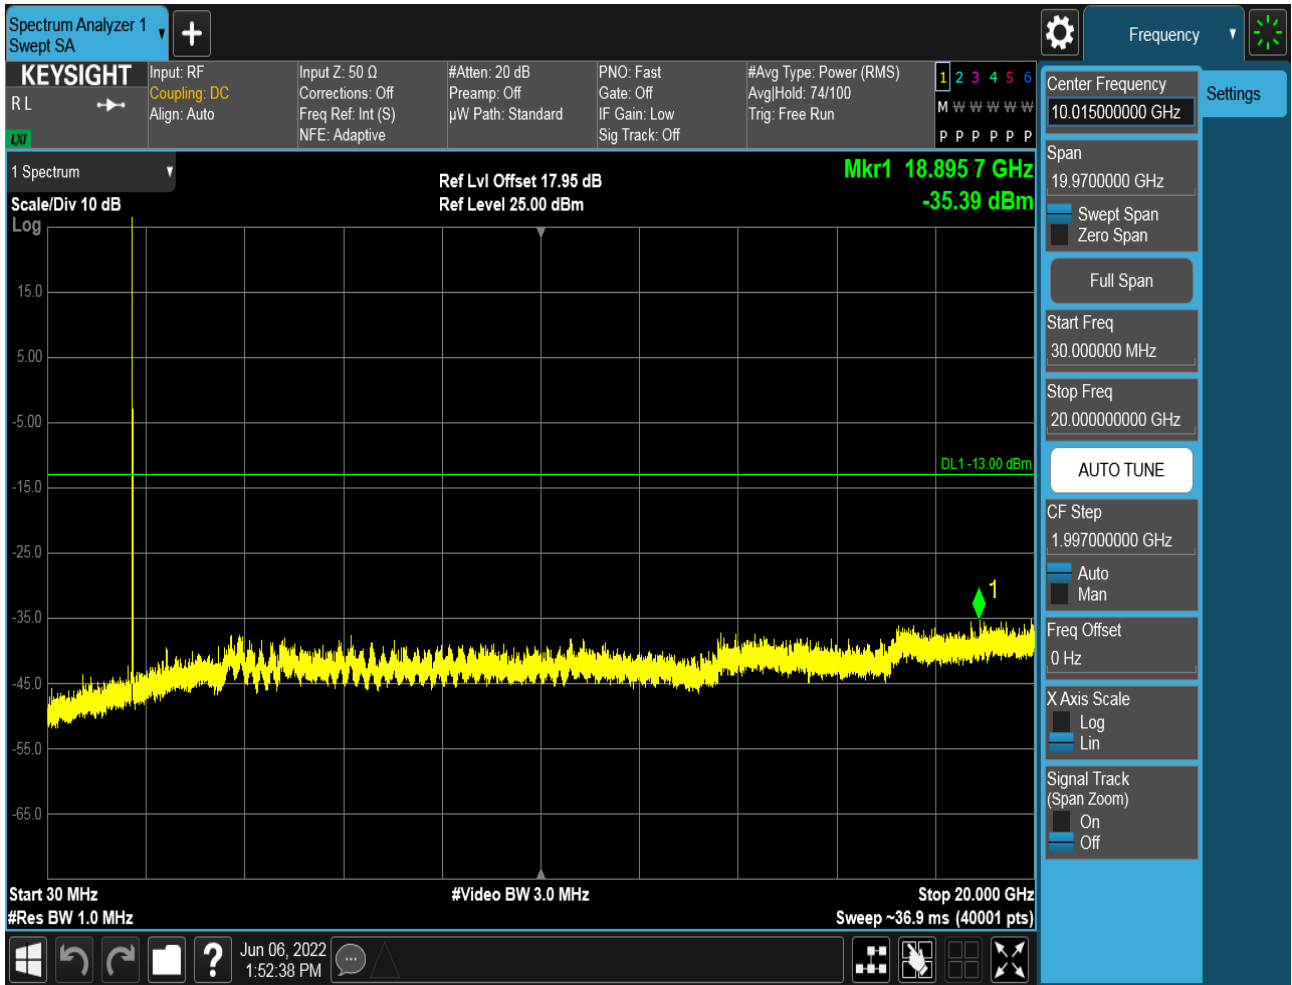 Spectrum Analyzer 1
Swept SA
+
Frequency
KEYSIGHT
R L
LXI
Input: RF
Coupling: DC
Align: Auto
Input Z: 50 Ω
Corrections: Off
Freq Ref: Int (S)
NFE: Adaptive
#Atten: 20 dB
Preamp: Off
µW Path: Standard
PNO: Fast
Gate: Off
IF Gain: Low
Sig Track: Off
#Avg Type: Power (RMS)
Avg|Hold: 74/100
Trig: Free Run
1 2 3 4 5 6
M W W W W W
P P P P P P
1 Spectrum
Scale/Div 10 dB
Log
Ref Lvl Offset 17.95 dB
Ref Level 25.00 dBm
Mkr1 18.895 7 GHz
-35.39 dBm
15.0
5.00
-5.00
DL1 -13.00 dBm
-15.0
-25.0
1
-35.0
-45.0
-55.0
-65.0
Start 30 MHz
#Res BW 1.0 MHz
#Video BW 3.0 MHz
Stop 20.000 GHz
Sweep ~36.9 ms (40001 pts)
?
Jun 06, 2022
1:52:38 PM
Center Frequency
10.015000000 GHz
Settings
Span
19.9700000 GHz
Swept Span
Zero Span
Full Span
Start Freq
30.000000 MHz
Stop Freq
20.000000000 GHz
AUTO TUNE
CF Step
1.997000000 GHz
Auto
Man
Freq Offset
0 Hz
X Axis Scale
Log
Lin
Signal Track
(Span Zoom)
On
Off